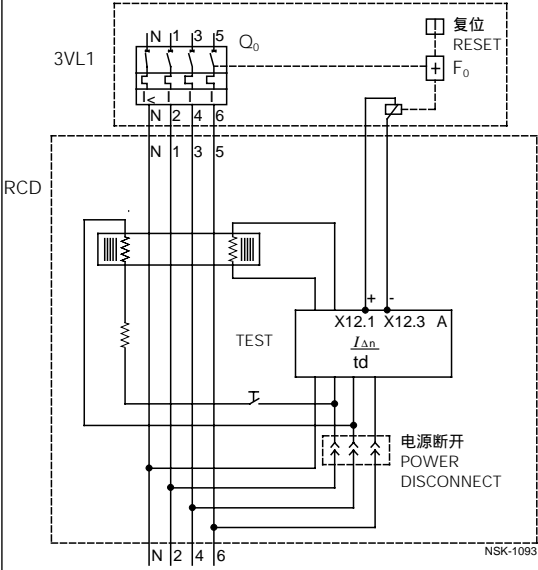 复位
RESET
N 1 3 5
Q₀
3VL1
F₀
I< I I I
N 2 4 6
N 1 3 5
RCD
+ -
X12.1 X12.3 A
TEST
IΔn
td
电源断开
POWER
DISCONNECT
N 2 4 6
NSK-1093